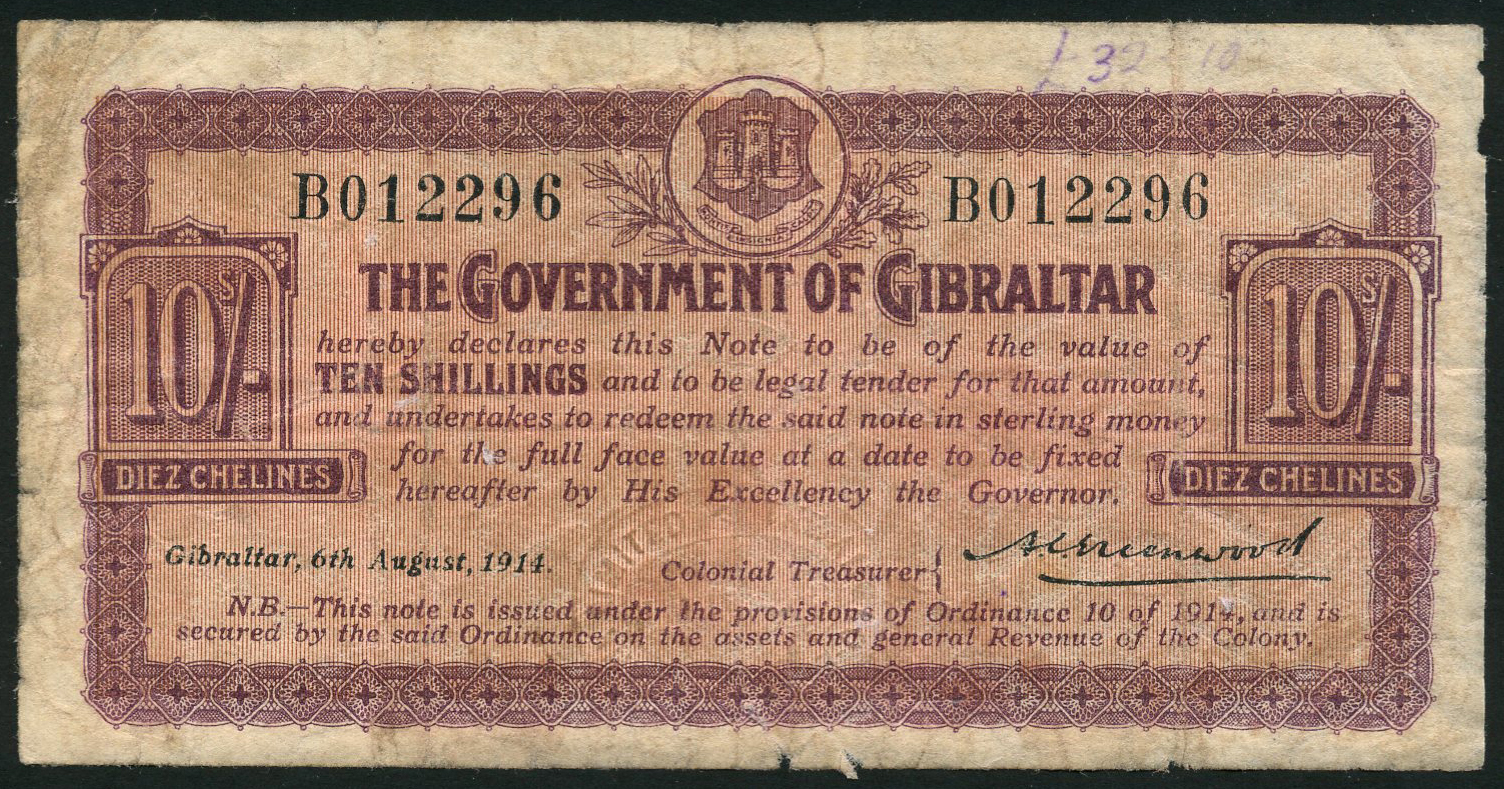 £32 10
B012296 B012296
10S/- 10S/-
THE GOVERNMENT OF GIBRALTAR
hereby declares this Note to be of the value of
TEN SHILLINGS and to be legal tender for that amount,
and undertakes to redeem the said note in sterling money
for the full face value at a date to be fixed
hereafter by His Excellency the Governor.
DIEZ CHELINES DIEZ CHELINES
Gibraltar, 6th August, 1914. Colonial Treasurer { Greenwood
N.B.—This note is issued under the provisions of Ordinance 10 of 1914, and is
secured by the said Ordinance on the assets and general Revenue of the Colony.